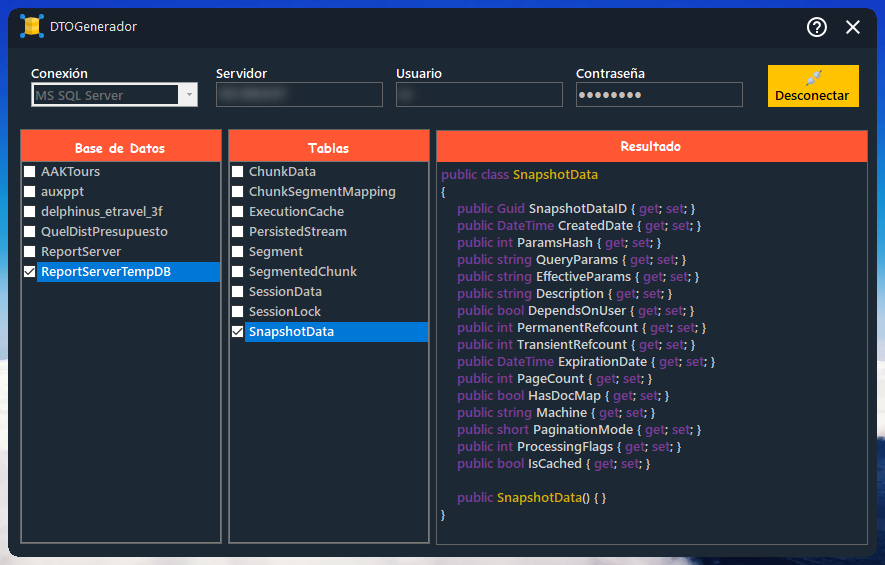 DTOGenerador
Conexión
Servidor
Usuario
Contraseña
MS SQL Server
Desconectar
Base de Datos
AAKTours
auxppt
delphinus_etravel_3f
QuelDistPresupuesto
ReportServer
ReportServerTempDB
Tablas
ChunkData
ChunkSegmentMapping
ExecutionCache
PersistedStream
Segment
SegmentedChunk
SessionData
SessionLock
SnapshotData
Resultado
public class SnapshotData
{
public Guid SnapshotDataID { get; set; }
public DateTime CreatedDate { get; set; }
public int ParamsHash { get; set; }
public string QueryParams { get; set; }
public string EffectiveParams { get; set; }
public string Description { get; set; }
public bool DependsOnUser { get; set; }
public int PermanentRefcount { get; set; }
public int TransientRefcount { get; set; }
public DateTime ExpirationDate { get; set; }
public int PageCount { get; set; }
public bool HasDocMap { get; set; }
public string Machine { get; set; }
public short PaginationMode { get; set; }
public int ProcessingFlags { get; set; }
public bool IsCached { get; set; }
public SnapshotData() { }
}